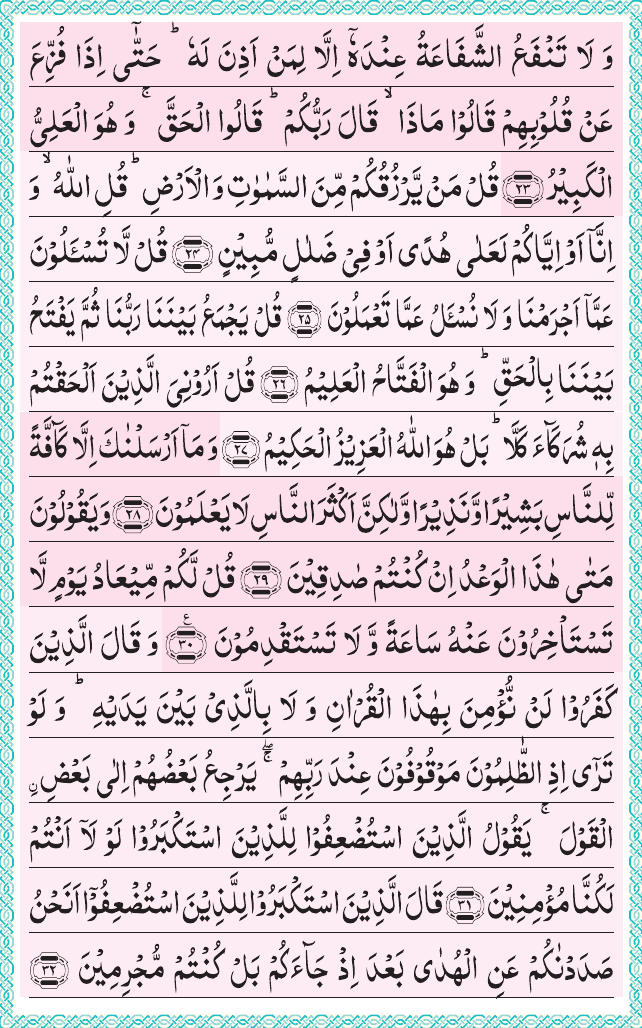 وَ لَا تَنْفَعُ الشَّفَاعَةُ عِنْدَهٗۤ اِلَّا لِمَنْ اَذِنَ لَهٗ ؕ حَتّٰۤی اِذَا فُزِّعَ
عَنْ قُلُوْبِهِمْ قَالُوْا مَاذَا ۙ قَالَ رَبُّكُمْ ؕ قَالُوا الْحَقَّ ۚ وَ هُوَ الْعَلِیُّ
الْكَبِیْرُ ﴿۲۳﴾ قُلْ مَنْ یَّرْزُقُكُمْ مِّنَ السَّمٰوٰتِ وَ الْاَرْضِ ؕ قُلِ اللّٰهُ ۙ وَ
اِنَّاۤ اَوْ اِیَّاكُمْ لَعَلٰی هُدًی اَوْ فِیْ ضَلٰلٍ مُّبِیْنٍ ﴿۲۴﴾ قُلْ لَّا تُسْـَٔلُوْنَ
عَمَّاۤ اَجْرَمْنَا وَ لَا نُسْـَٔلُ عَمَّا تَعْمَلُوْنَ ﴿۲۵﴾ قُلْ یَجْمَعُ بَیْنَنَا رَبُّنَا ثُمَّ یَفْتَحُ
بَیْنَنَا بِالْحَقِّ ؕ وَ هُوَ الْفَتَّاحُ الْعَلِیْمُ ﴿۲۶﴾ قُلْ اَرُوْنِیَ الَّذِیْنَ اَلْحَقْتُمْ
بِهٖ شُرَكَآءَ كَلَّا ؕ بَلْ هُوَ اللّٰهُ الْعَزِیْزُ الْحَكِیْمُ ﴿۲۷﴾ وَ مَاۤ اَرْسَلْنٰكَ اِلَّا كَآفَّةً
لِّلنَّاسِ بَشِیْرًا وَّ نَذِیْرًا وَّ لٰكِنَّ اَكْثَرَ النَّاسِ لَا یَعْلَمُوْنَ ﴿۲۸﴾ وَ یَقُوْلُوْنَ
مَتٰی هٰذَا الْوَعْدُ اِنْ كُنْتُمْ صٰدِقِیْنَ ﴿۲۹﴾ قُلْ لَّكُمْ مِّیْعَادُ یَوْمٍ لَّا
تَسْتَاْخِرُوْنَ عَنْهُ سَاعَةً وَّ لَا تَسْتَقْدِمُوْنَ ﴿۳۰﴾ ع وَ قَالَ الَّذِیْنَ
كَفَرُوْا لَنْ نُّؤْمِنَ بِهٰذَا الْقُرْاٰنِ وَ لَا بِالَّذِیْ بَیْنَ یَدَیْهِ ؕ وَ لَوْ
تَرٰۤی اِذِ الظّٰلِمُوْنَ مَوْقُوْفُوْنَ عِنْدَ رَبِّهِمْ ۖۚ یَرْجِعُ بَعْضُهُمْ اِلٰی بَعْضِ ِ۟
الْقَوْلَ ۚ یَقُوْلُ الَّذِیْنَ اسْتُضْعِفُوْا لِلَّذِیْنَ اسْتَكْبَرُوْا لَوْ لَاۤ اَنْتُمْ
لَكُنَّا مُؤْمِنِیْنَ ﴿۳۱﴾ قَالَ الَّذِیْنَ اسْتَكْبَرُوْا لِلَّذِیْنَ اسْتُضْعِفُوْۤا اَنَحْنُ
صَدَدْنٰكُمْ عَنِ الْهُدٰی بَعْدَ اِذْ جَآءَكُمْ بَلْ كُنْتُمْ مُّجْرِمِیْنَ ﴿۳۲﴾